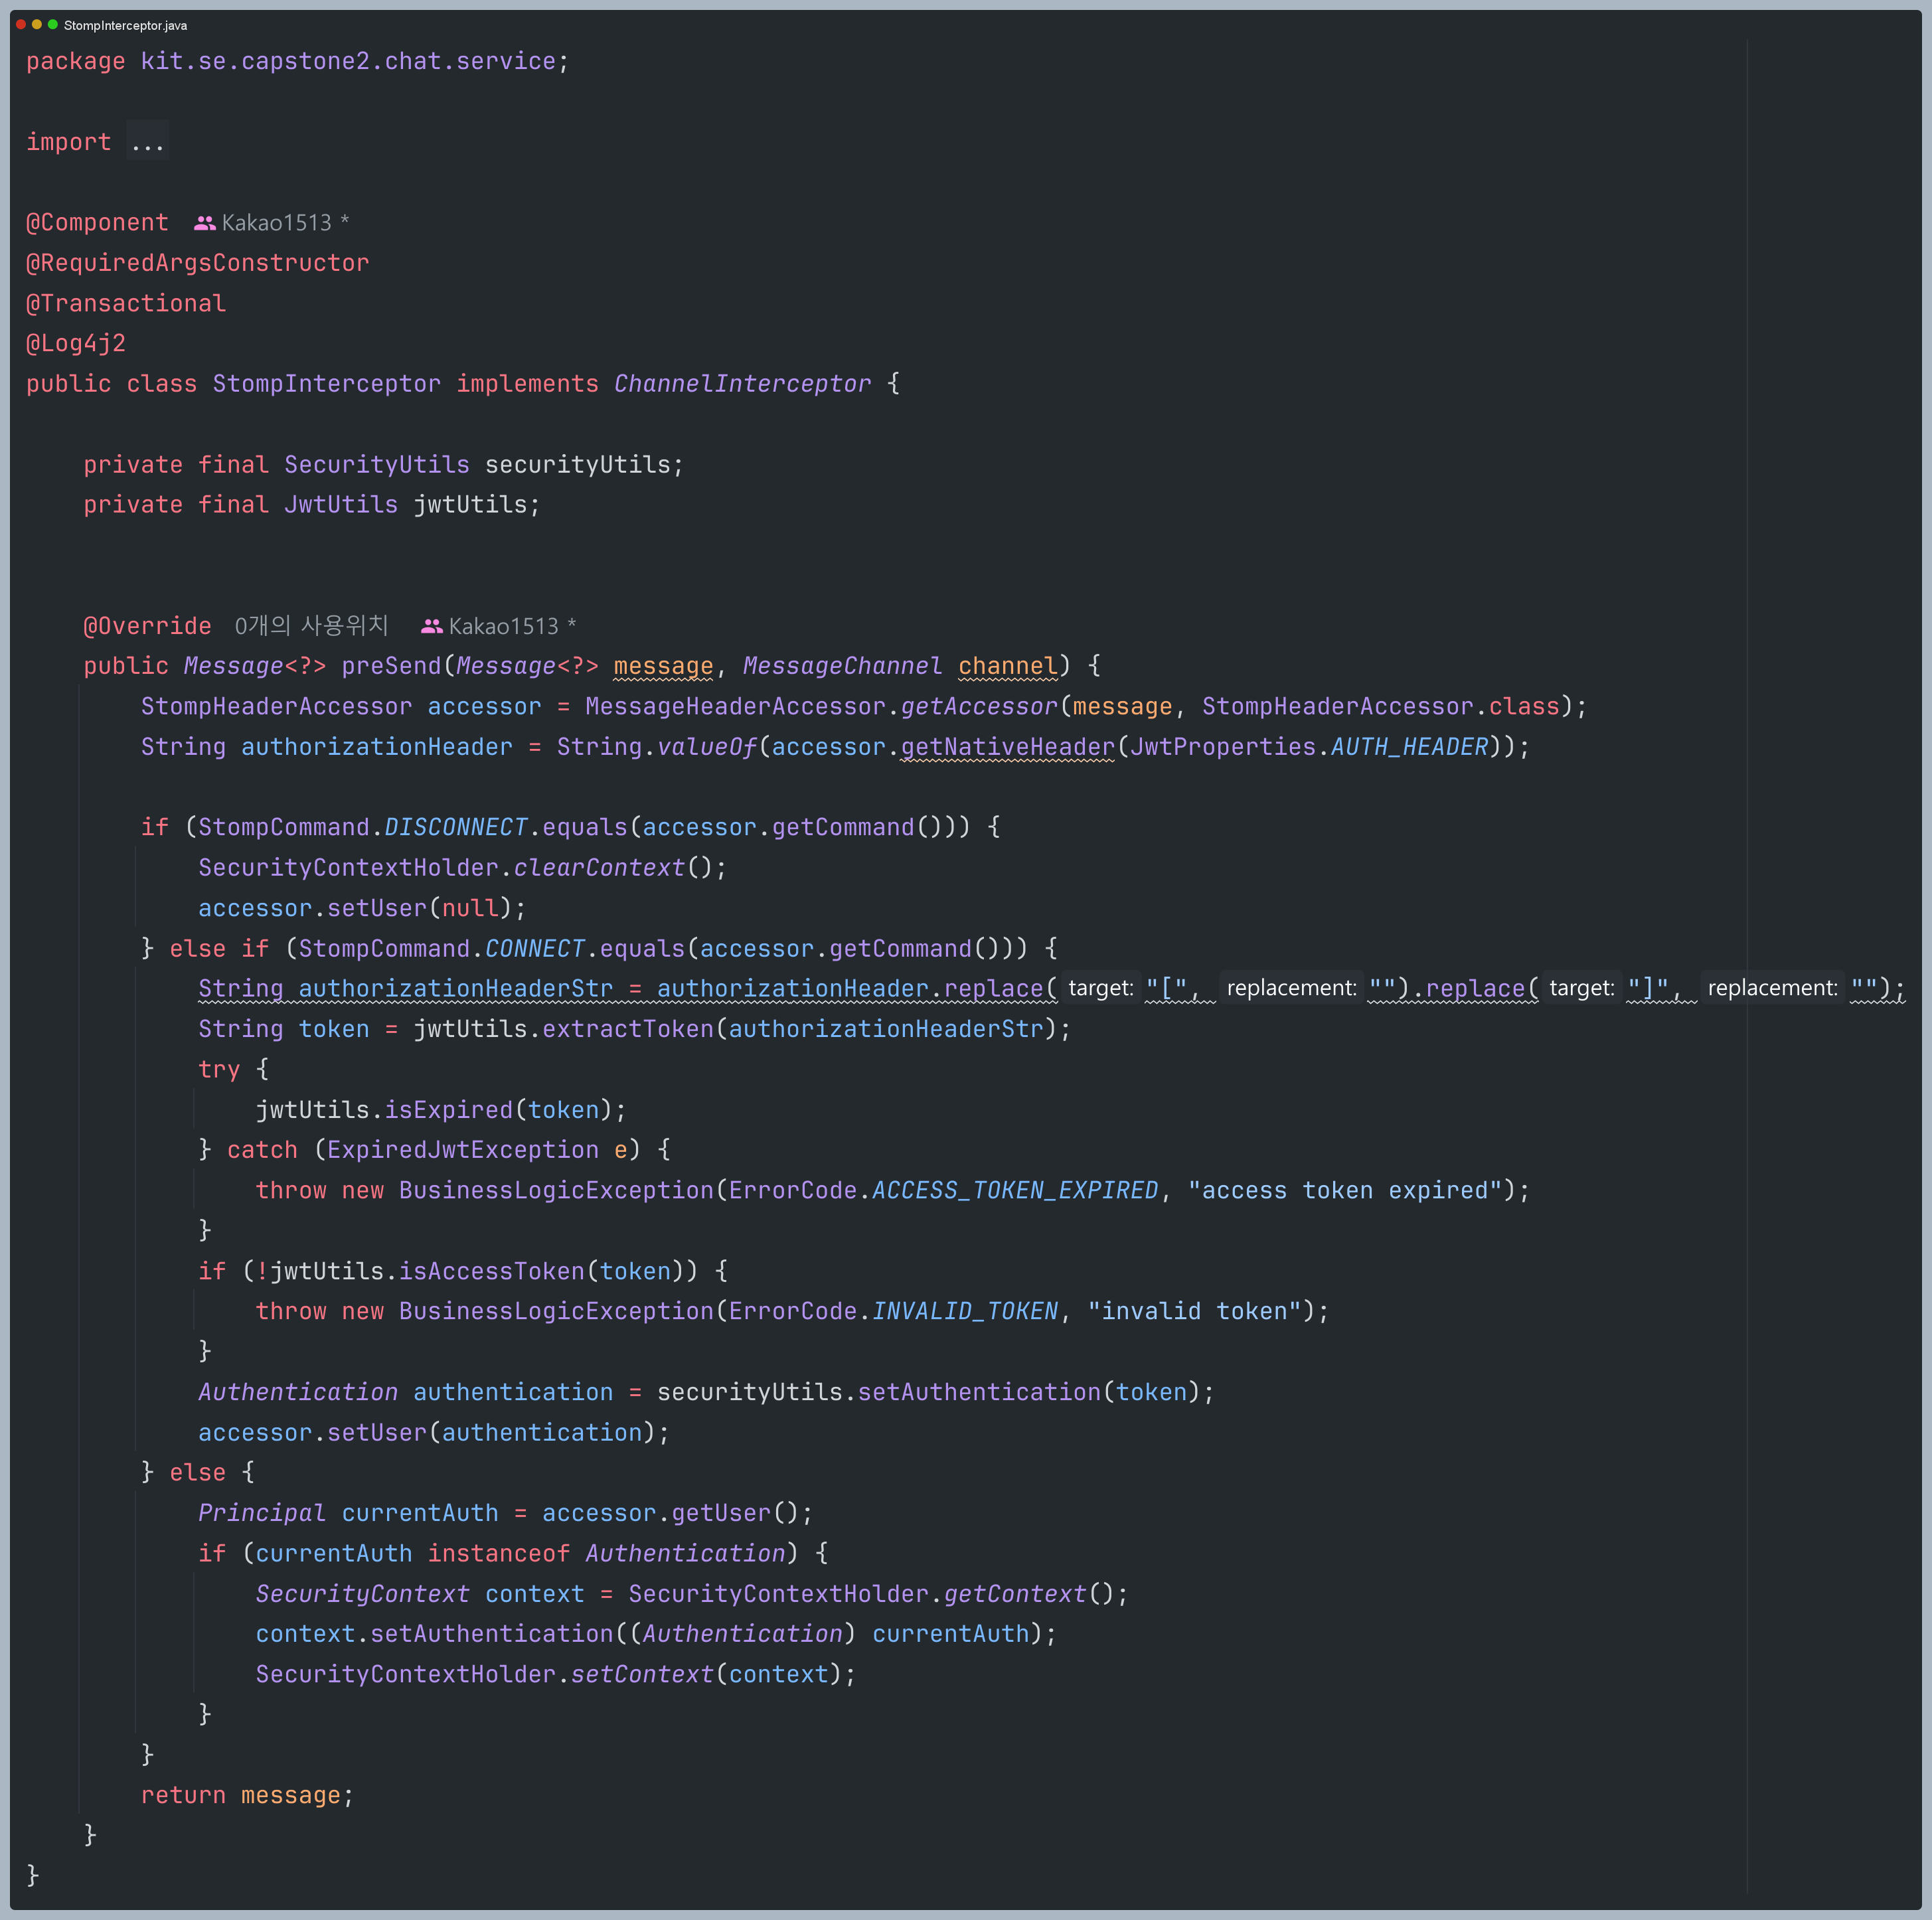 StompInterceptor.java
package kit.se.capstone2.chat.service;
import ...
@Component Kakao1513 *
@RequiredArgsConstructor
@Transactional
@Log4j2
public class StompInterceptor implements ChannelInterceptor {
private final SecurityUtils securityUtils;
private final JwtUtils jwtUtils;
@Override 0개의 사용위치 Kakao1513 *
public Message<?> preSend(Message<?> message, MessageChannel channel) {
StompHeaderAccessor accessor = MessageHeaderAccessor.getAccessor(message, StompHeaderAccessor.class);
String authorizationHeader = String.valueOf(accessor.getNativeHeader(JwtProperties.AUTH_HEADER));
if (StompCommand.DISCONNECT.equals(accessor.getCommand())) {
SecurityContextHolder.clearContext();
accessor.setUser(null);
} else if (StompCommand.CONNECT.equals(accessor.getCommand())) {
String authorizationHeaderStr = authorizationHeader.replace( target: "[", replacement: "").replace( target: "]", replacement: "");
String token = jwtUtils.extractToken(authorizationHeaderStr);
try {
jwtUtils.isExpired(token);
} catch (ExpiredJwtException e) {
throw new BusinessLogicException(ErrorCode.ACCESS_TOKEN_EXPIRED, "access token expired");
}
if (!jwtUtils.isAccessToken(token)) {
throw new BusinessLogicException(ErrorCode.INVALID_TOKEN, "invalid token");
}
Authentication authentication = securityUtils.setAuthentication(token);
accessor.setUser(authentication);
} else {
Principal currentAuth = accessor.getUser();
if (currentAuth instanceof Authentication) {
SecurityContext context = SecurityContextHolder.getContext();
context.setAuthentication((Authentication) currentAuth);
SecurityContextHolder.setContext(context);
}
}
return message;
}
}